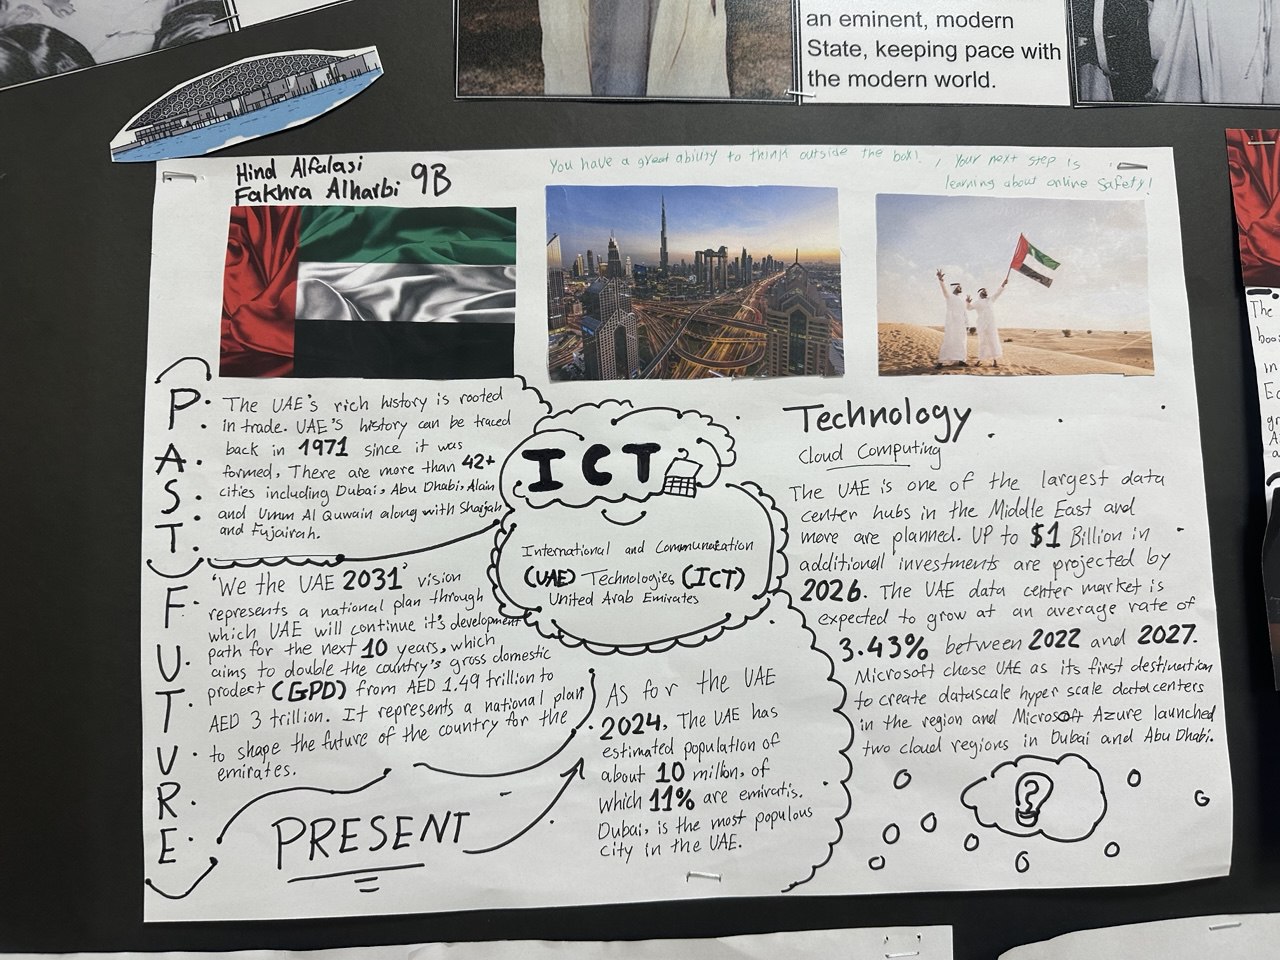 an eminent, modern
State, keeping pace with
the modern world.
Hind Alfalasi
Fakhra Alharbi 9B
You have a great ability to think outside the box!, Your next step is
learning about online safety!
PAST
The UAE's rich history is rooted
in trade. UAE's history can be traced
back in 1971 since it was
formed, There are more than 42+
cities including Dubai, Abu Dhabi, Alain
and Umm Al Quwain along with Sharjah
and Fujairah.
FUTURE
'We the UAE 2031' vision
represents a national plan through
which UAE will continue it's development
path for the next 10 years, which
aims to double the country's gross domestic
prodect (GPD) from AED 1.49 trillion to
AED 3 trillion. It represents a national plan
to shape the future of the country for the
emirates.
PRESENT
ICT
International and Communication
(UAE) Technologies (ICT)
United Arab Emirates
As for the UAE
2024, The UAE has
estimated population of
about 10 million, of
which 11% are emiratis.
Dubai, is the most populous
city in the UAE.
Technology
Cloud Computing
The UAE is one of the largest data
center hubs in the Middle East and
more are planned. UP to $1 Billion in
additionll investments are projected by
2026. The UAE data center market is
expected to grow at an average rate of
3.43% between 2022 and 2027.
Microsoft chose UAE as its first destination
to create datascale hyper scale datacenters
in the region and Microsoft Azure launched
two cloud regions in Dubai and Abu Dhabi.
The
in